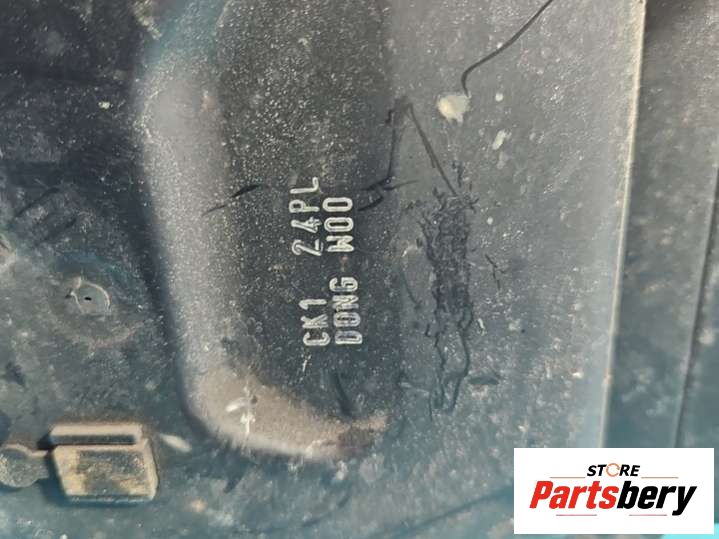 CK1 24PL
DONG WOO
STORE
Partsbery